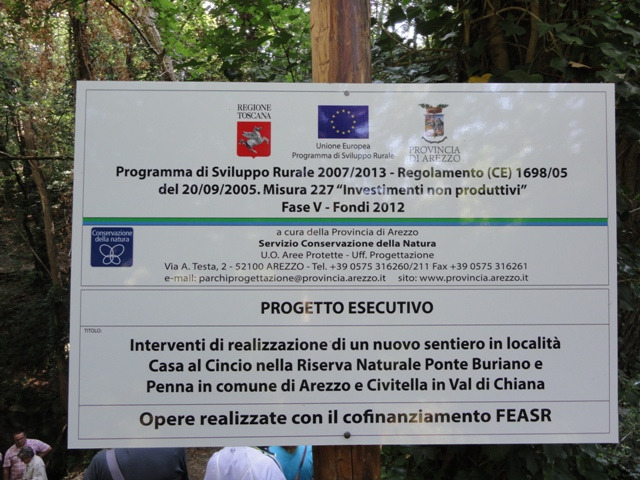 REGIONE
TOSCANA
Unione Europea
Programma di Sviluppo Rurale
PROVINCIA
DI AREZZO
Programma di Sviluppo Rurale 2007/2013 - Regolamento (CE) 1698/05
del 20/09/2005. Misura 227 “Investimenti non produttivi”
Fase V - Fondi 2012
Conservazione
della natura
a cura della Provincia di Arezzo
Servizio Conservazione della Natura
U.O. Aree Protette - Uff. Progettazione
Via A. Testa, 2 - 52100 AREZZO - Tel. +39 0575 316260/211 Fax +39 0575 316261
e-mail: parchiprogettazione@provincia.arezzo.it sito: www.provincia.arezzo.it
PROGETTO ESECUTIVO
TITOLO:
Interventi di realizzazione di un nuovo sentiero in località
Casa al Cincio nella Riserva Naturale Ponte Buriano e
Penna in comune di Arezzo e Civitella in Val di Chiana
Opere realizzate con il cofinanziamento FEASR